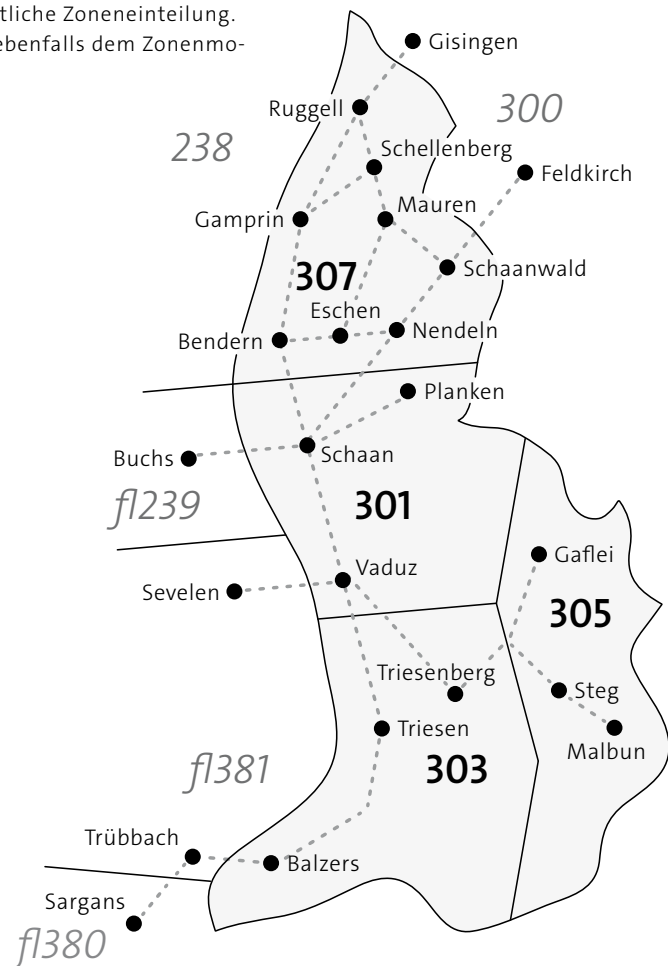 tliche Zoneneinteilung.
ebenfalls dem Zonenmo-
Gisingen
Ruggell
300
238
Schellenberg
Feldkirch
Gamprin
Mauren
307
Schaanwald
Eschen
Bendern
Nendeln
Planken
Buchs
Schaan
fl239
301
Gaflei
Vaduz
Sevelen
305
Triesenberg
Steg
Triesen
Malbun
fl381
303
Trübbach
Balzers
Sargans
fl380